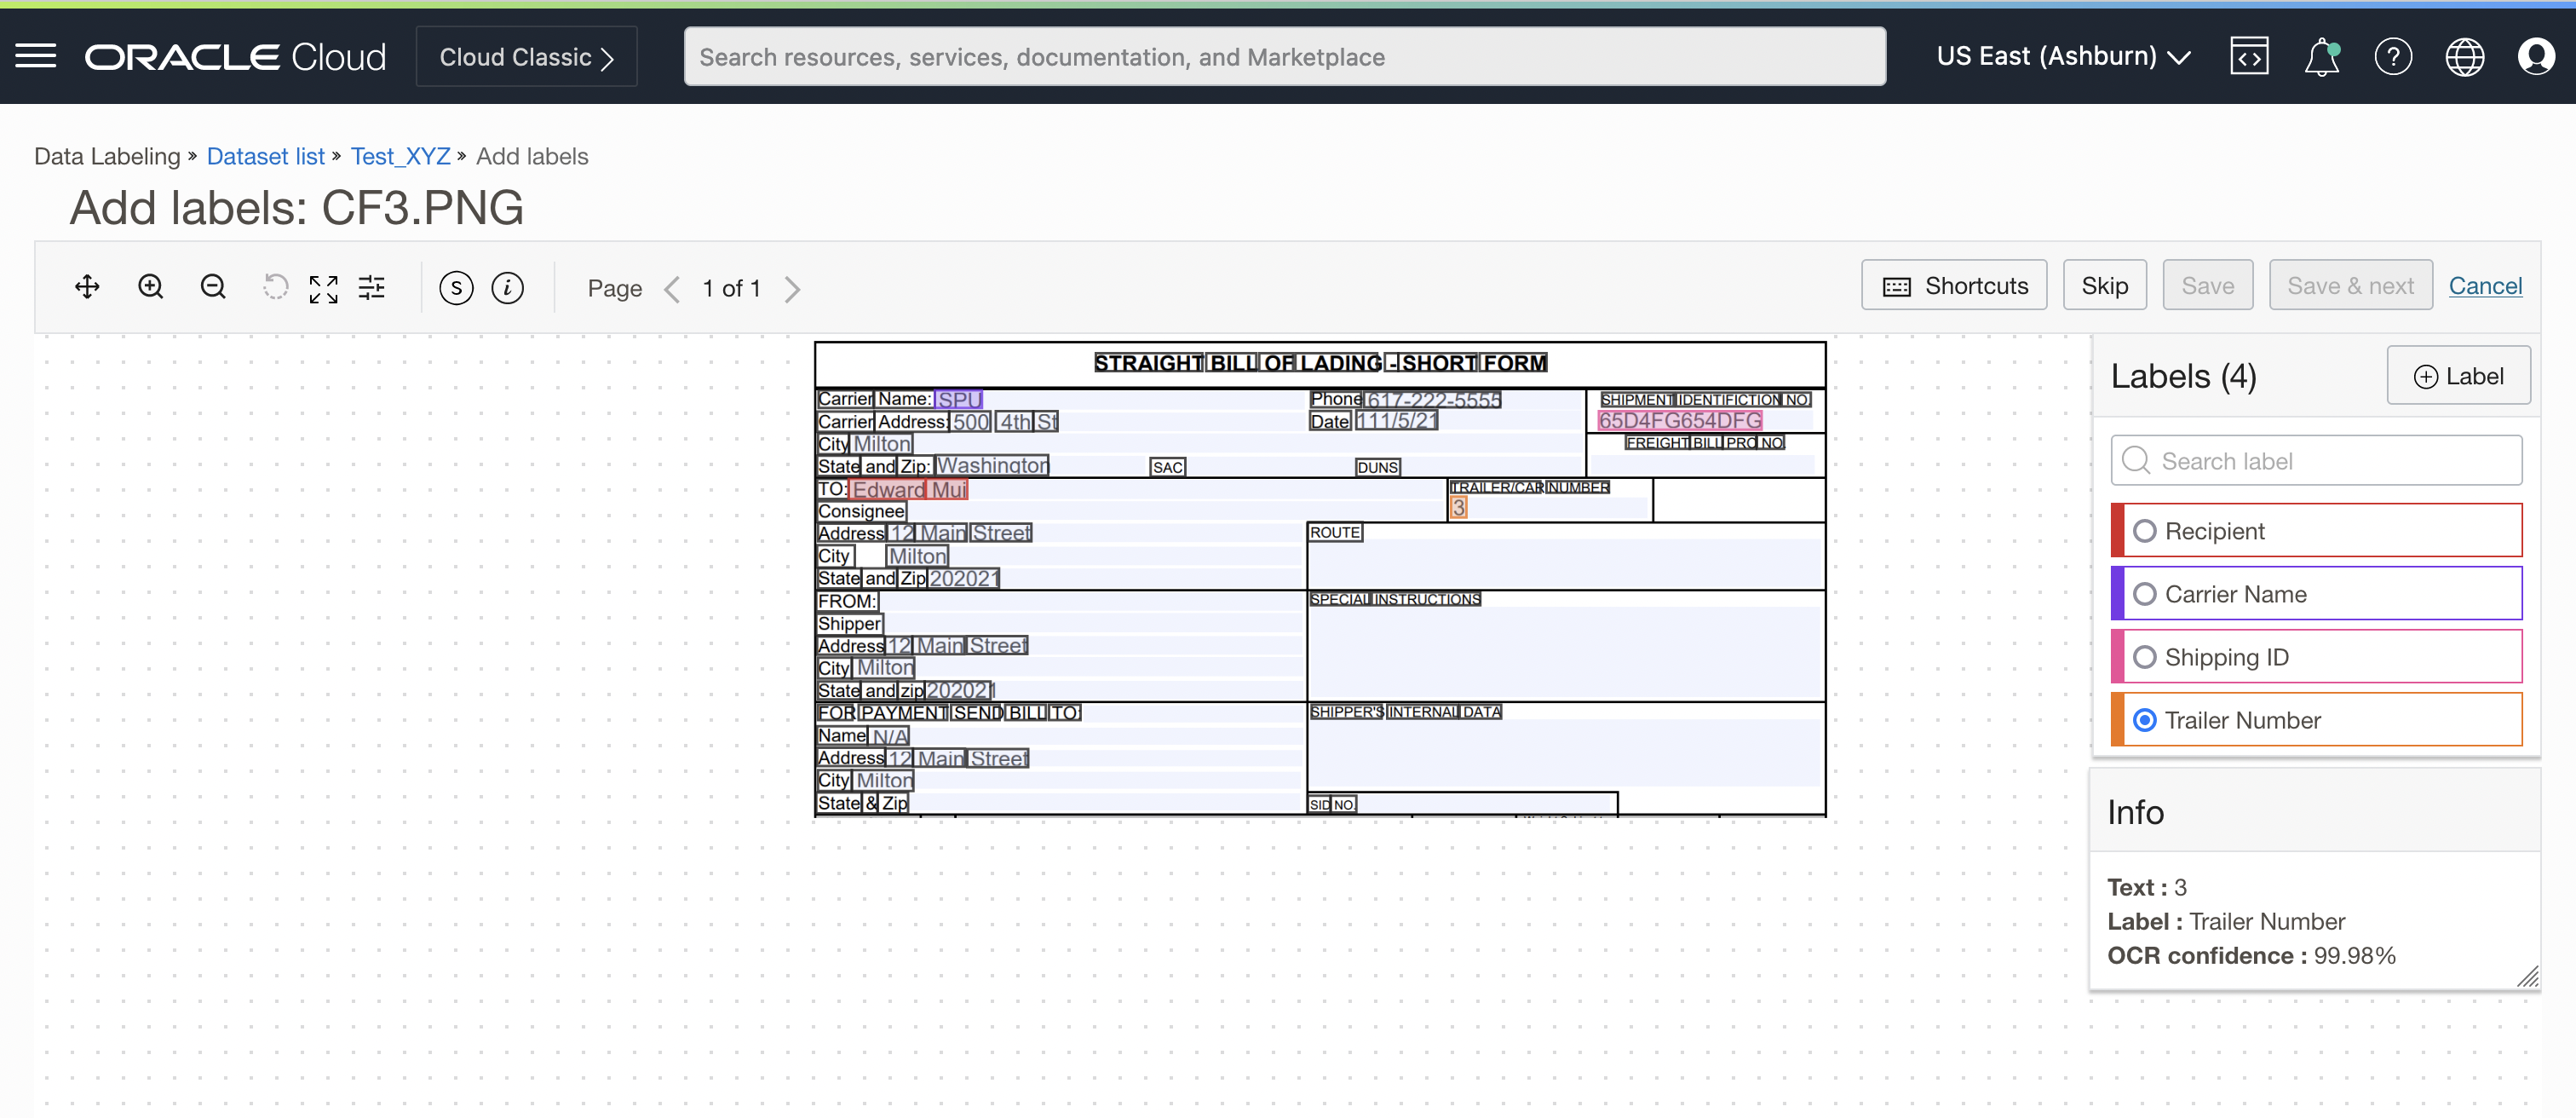 ORACLE Cloud
Cloud Classic
Search resources, services, documentation, and Marketplace
US East (Ashburn)
Data Labeling » Dataset list » Test_XYZ » Add labels
Add labels: CF3.PNG
S
i
Page
1 of 1
Shortcuts
Skip
Save
Save & next
Cancel
STRAIGHT BILL OF LADING - SHORT FORM
Carrier Name: SPU
Phone 617-222-5555
SHIPMENT IDENTIFICTION NO.
Carrier Address: 500 4th St
Date 111/5/21
65D4FG654DFG
City Milton
FREIGHT BILL PRO NO.
State and Zip: Washington
SAC
DUNS
TO: Edward Mui
TRAILER/CAR NUMBER
Consignee
3
Address 12 Main Street
ROUTE
City Milton
State and Zip 202021
FROM:
SPECIAL INSTRUCTIONS
Shipper
Address 12 Main Street
City Milton
State and zip 202021
FOR PAYMENT SEND BILL TO:
SHIPPER'S INTERNAL DATA
Name N/A
Address 12 Main Street
City Milton
State & Zip
SID NO.
Labels (4)
Label
Search label
Recipient
Carrier Name
Shipping ID
Trailer Number
Info
Text : 3
Label : Trailer Number
OCR confidence : 99.98%